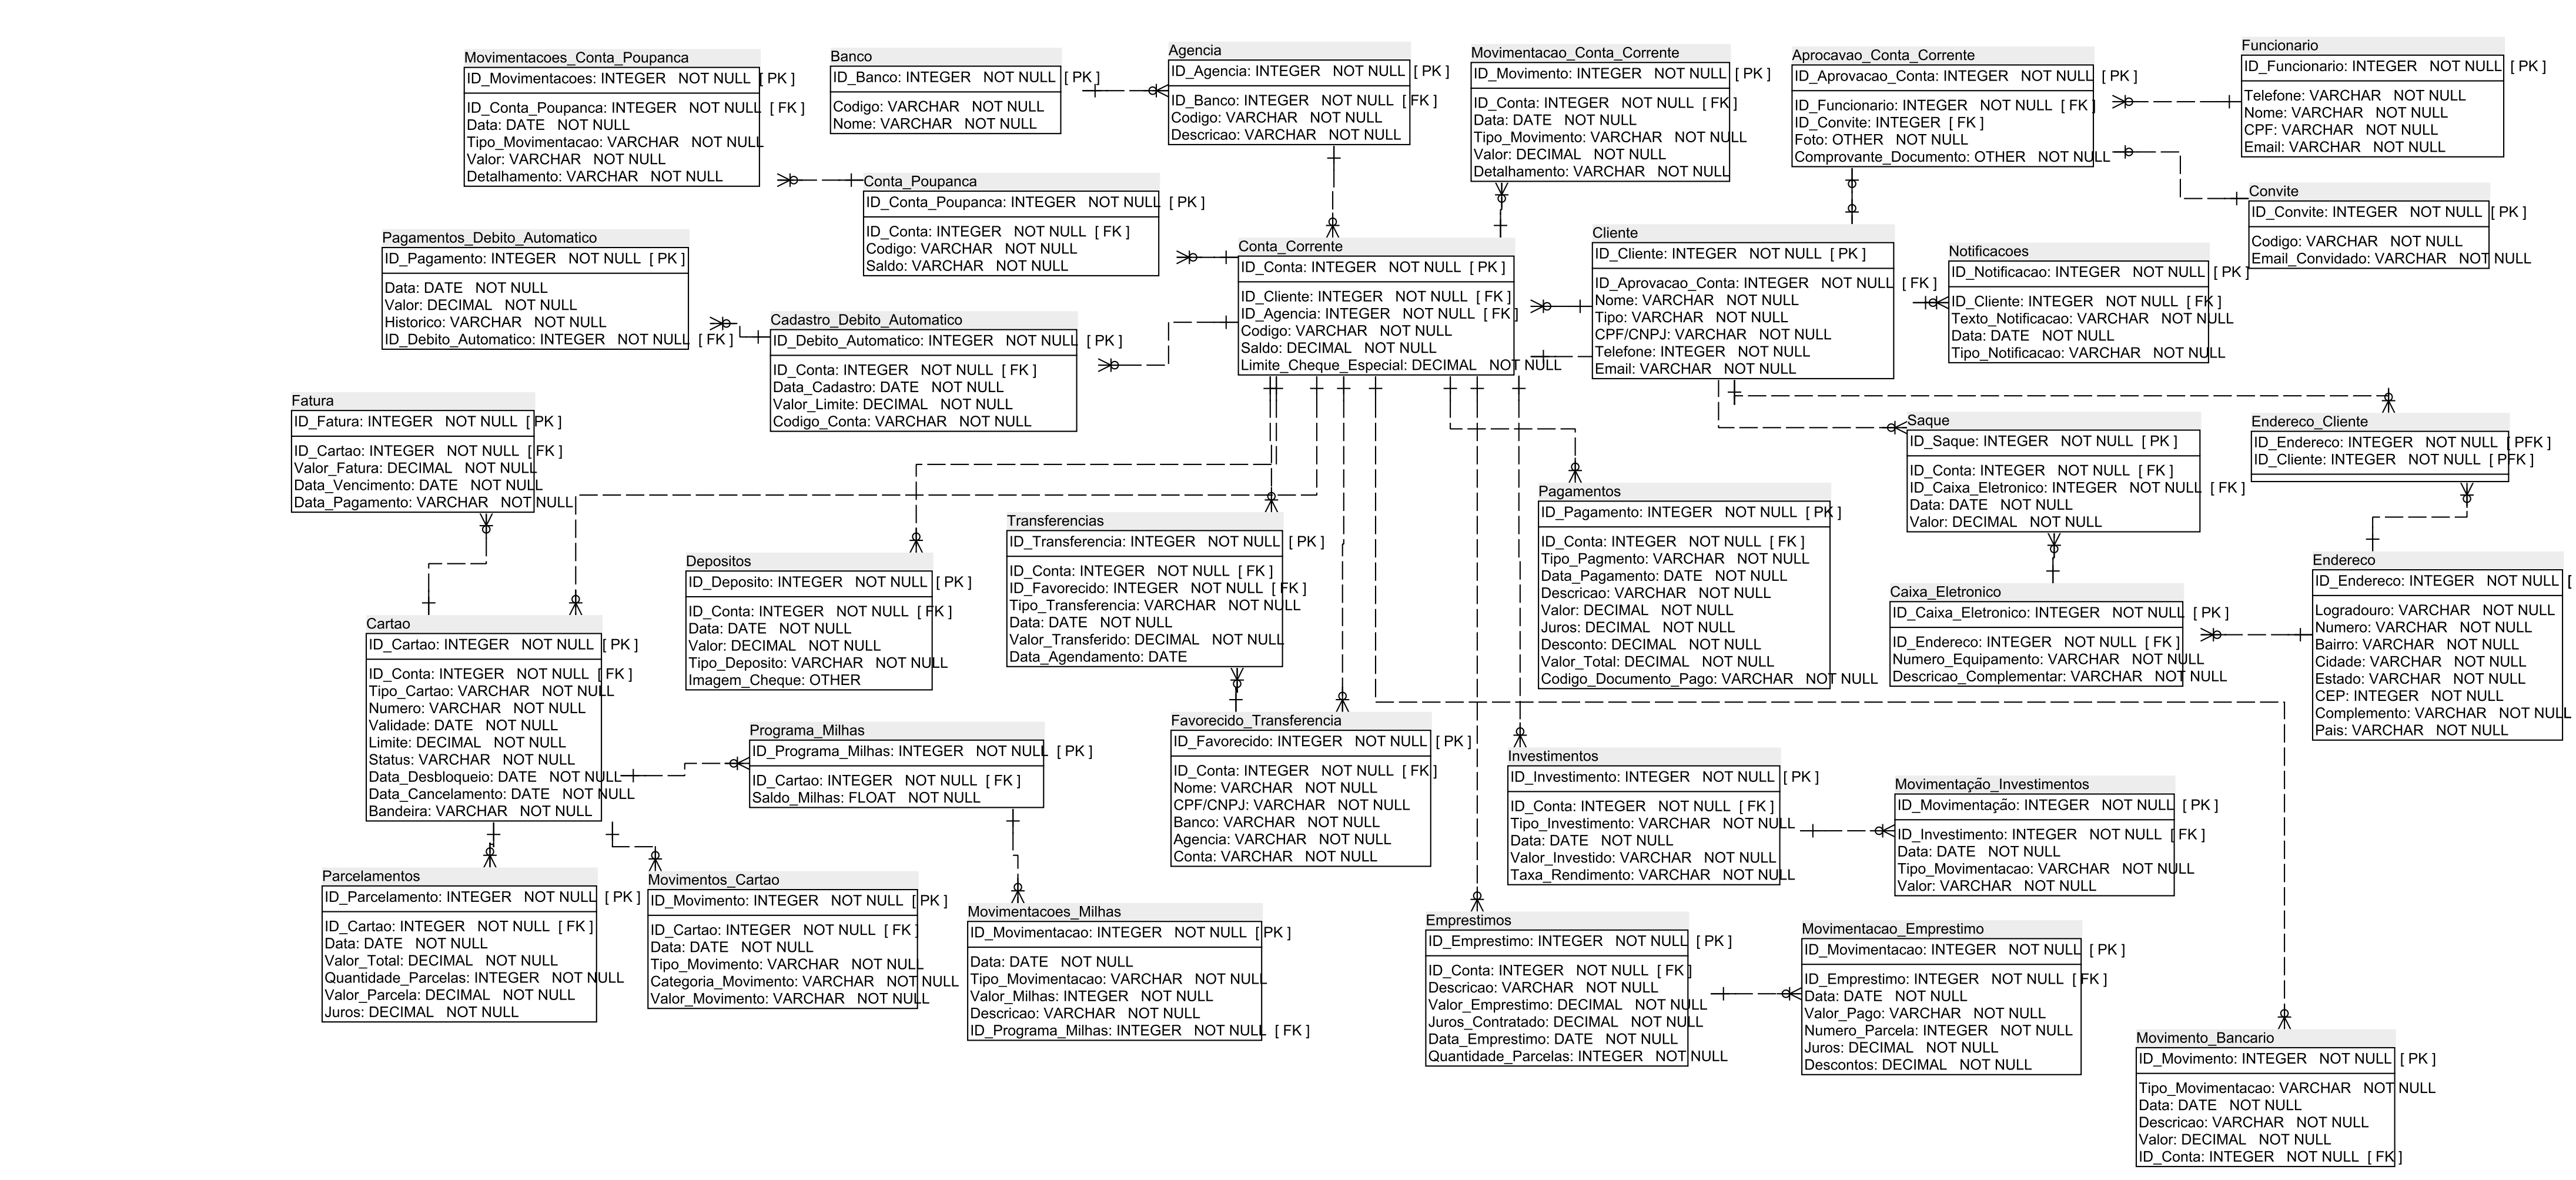 Movimentacoes_Conta_Poupanca
ID_Movimentacoes: INTEGER NOT NULL [ PK ]
ID_Conta_Poupanca: INTEGER NOT NULL [ FK ]
Data: DATE NOT NULL
Tipo_Movimentacao: VARCHAR NOT NULL
Valor: VARCHAR NOT NULL
Detalhamento: VARCHAR NOT NULL
Banco
ID_Banco: INTEGER NOT NULL [ PK ]
Codigo: VARCHAR NOT NULL
Nome: VARCHAR NOT NULL
Agencia
ID_Agencia: INTEGER NOT NULL [ PK ]
ID_Banco: INTEGER NOT NULL [ FK ]
Codigo: VARCHAR NOT NULL
Descricao: VARCHAR NOT NULL
Movimentacao_Conta_Corrente
ID_Movimento: INTEGER NOT NULL [ PK ]
ID_Conta: INTEGER NOT NULL [ FK ]
Data: DATE NOT NULL
Tipo_Movimento: VARCHAR NOT NULL
Valor: DECIMAL NOT NULL
Detalhamento: VARCHAR NOT NULL
Aprocavao_Conta_Corrente
ID_Aprovacao_Conta: INTEGER NOT NULL [ PK ]
ID_Funcionario: INTEGER NOT NULL [ FK ]
ID_Convite: INTEGER [ FK ]
Foto: OTHER NOT NULL
Comprovante_Documento: OTHER NOT NULL
Funcionario
ID_Funcionario: INTEGER NOT NULL [ PK ]
Telefone: VARCHAR NOT NULL
Nome: VARCHAR NOT NULL
CPF: VARCHAR NOT NULL
Email: VARCHAR NOT NULL
Conta_Poupanca
ID_Conta_Poupanca: INTEGER NOT NULL [ PK ]
ID_Conta: INTEGER NOT NULL [ FK ]
Codigo: VARCHAR NOT NULL
Saldo: VARCHAR NOT NULL
Convite
ID_Convite: INTEGER NOT NULL [ PK ]
Codigo: VARCHAR NOT NULL
Email_Convidado: VARCHAR NOT NULL
Pagamentos_Debito_Automatico
ID_Pagamento: INTEGER NOT NULL [ PK ]
Data: DATE NOT NULL
Valor: DECIMAL NOT NULL
Historico: VARCHAR NOT NULL
ID_Debito_Automatico: INTEGER NOT NULL [ FK ]
Conta_Corrente
ID_Conta: INTEGER NOT NULL [ PK ]
ID_Cliente: INTEGER NOT NULL [ FK ]
ID_Agencia: INTEGER NOT NULL [ FK ]
Codigo: VARCHAR NOT NULL
Saldo: DECIMAL NOT NULL
Limite_Cheque_Especial: DECIMAL NOT NULL
Cliente
ID_Cliente: INTEGER NOT NULL [ PK ]
ID_Aprovacao_Conta: INTEGER NOT NULL [ FK ]
Nome: VARCHAR NOT NULL
Tipo: VARCHAR NOT NULL
CPF/CNPJ: VARCHAR NOT NULL
Telefone: INTEGER NOT NULL
Email: VARCHAR NOT NULL
Notificacoes
ID_Notificacao: INTEGER NOT NULL [ PK ]
ID_Cliente: INTEGER NOT NULL [ FK ]
Texto_Notificacao: VARCHAR NOT NULL
Data: DATE NOT NULL
Tipo_Notificacao: VARCHAR NOT NULL
Cadastro_Debito_Automatico
ID_Debito_Automatico: INTEGER NOT NULL [ PK ]
ID_Conta: INTEGER NOT NULL [ FK ]
Data_Cadastro: DATE NOT NULL
Valor_Limite: DECIMAL NOT NULL
Codigo_Conta: VARCHAR NOT NULL
Fatura
ID_Fatura: INTEGER NOT NULL [ PK ]
ID_Cartao: INTEGER NOT NULL [ FK ]
Valor_Fatura: DECIMAL NOT NULL
Data_Vencimento: DATE NOT NULL
Data_Pagamento: VARCHAR NOT NULL
Saque
ID_Saque: INTEGER NOT NULL [ PK ]
ID_Conta: INTEGER NOT NULL [ FK ]
ID_Caixa_Eletronico: INTEGER NOT NULL [ FK ]
Data: DATE NOT NULL
Valor: DECIMAL NOT NULL
Endereco_Cliente
ID_Endereco: INTEGER NOT NULL [ PFK ]
ID_Cliente: INTEGER NOT NULL [ PFK ]
Pagamentos
ID_Pagamento: INTEGER NOT NULL [ PK ]
ID_Conta: INTEGER NOT NULL [ FK ]
Tipo_Pagmento: VARCHAR NOT NULL
Data_Pagamento: DATE NOT NULL
Descricao: VARCHAR NOT NULL
Valor: DECIMAL NOT NULL
Juros: DECIMAL NOT NULL
Desconto: DECIMAL NOT NULL
Valor_Total: DECIMAL NOT NULL
Codigo_Documento_Pago: VARCHAR NOT NULL
Transferencias
ID_Transferencia: INTEGER NOT NULL [ PK ]
ID_Conta: INTEGER NOT NULL [ FK ]
ID_Favorecido: INTEGER NOT NULL [ FK ]
Tipo_Transferencia: VARCHAR NOT NULL
Data: DATE NOT NULL
Valor_Transferido: DECIMAL NOT NULL
Data_Agendamento: DATE
Depositos
ID_Deposito: INTEGER NOT NULL [ PK ]
ID_Conta: INTEGER NOT NULL [ FK ]
Data: DATE NOT NULL
Valor: DECIMAL NOT NULL
Tipo_Deposito: VARCHAR NOT NULL
Imagem_Cheque: OTHER
Endereco
ID_Endereco: INTEGER NOT NULL [
Logradouro: VARCHAR NOT NULL
Numero: VARCHAR NOT NULL
Bairro: VARCHAR NOT NULL
Cidade: VARCHAR NOT NULL
Estado: VARCHAR NOT NULL
CEP: INTEGER NOT NULL
Complemento: VARCHAR NOT NULL
Pais: VARCHAR NOT NULL
Caixa_Eletronico
ID_Caixa_Eletronico: INTEGER NOT NULL [ PK ]
ID_Endereco: INTEGER NOT NULL [ FK ]
Numero_Equipamento: VARCHAR NOT NULL
Descricao_Complementar: VARCHAR NOT NULL
Cartao
ID_Cartao: INTEGER NOT NULL [ PK ]
ID_Conta: INTEGER NOT NULL [ FK ]
Tipo_Cartao: VARCHAR NOT NULL
Numero: VARCHAR NOT NULL
Validade: DATE NOT NULL
Limite: DECIMAL NOT NULL
Status: VARCHAR NOT NULL
Data_Desbloqueio: DATE NOT NULL
Data_Cancelamento: DATE NOT NULL
Bandeira: VARCHAR NOT NULL
Programa_Milhas
ID_Programa_Milhas: INTEGER NOT NULL [ PK ]
ID_Cartao: INTEGER NOT NULL [ FK ]
Saldo_Milhas: FLOAT NOT NULL
Favorecido_Transferencia
ID_Favorecido: INTEGER NOT NULL [ PK ]
ID_Conta: INTEGER NOT NULL [ FK ]
Nome: VARCHAR NOT NULL
CPF/CNPJ: VARCHAR NOT NULL
Banco: VARCHAR NOT NULL
Agencia: VARCHAR NOT NULL
Conta: VARCHAR NOT NULL
Investimentos
ID_Investimento: INTEGER NOT NULL [ PK ]
ID_Conta: INTEGER NOT NULL [ FK ]
Tipo_Investimento: VARCHAR NOT NULL
Data: DATE NOT NULL
Valor_Investido: VARCHAR NOT NULL
Taxa_Rendimento: VARCHAR NOT NULL
Movimentação_Investimentos
ID_Movimentação: INTEGER NOT NULL [ PK ]
ID_Investimento: INTEGER NOT NULL [ FK ]
Data: DATE NOT NULL
Tipo_Movimentacao: VARCHAR NOT NULL
Valor: VARCHAR NOT NULL
Parcelamentos
ID_Parcelamento: INTEGER NOT NULL [ PK ]
ID_Cartao: INTEGER NOT NULL [ FK ]
Data: DATE NOT NULL
Valor_Total: DECIMAL NOT NULL
Quantidade_Parcelas: INTEGER NOT NULL
Valor_Parcela: DECIMAL NOT NULL
Juros: DECIMAL NOT NULL
Movimentos_Cartao
ID_Movimento: INTEGER NOT NULL [ PK ]
ID_Cartao: INTEGER NOT NULL [ FK ]
Data: DATE NOT NULL
Tipo_Movimento: VARCHAR NOT NULL
Categoria_Movimento: VARCHAR NOT NULL
Valor_Movimento: VARCHAR NOT NULL
Movimentacoes_Milhas
ID_Movimentacao: INTEGER NOT NULL [ PK ]
Data: DATE NOT NULL
Tipo_Movimentacao: VARCHAR NOT NULL
Valor_Milhas: INTEGER NOT NULL
Descricao: VARCHAR NOT NULL
ID_Programa_Milhas: INTEGER NOT NULL [ FK ]
Emprestimos
ID_Emprestimo: INTEGER NOT NULL [ PK ]
ID_Conta: INTEGER NOT NULL [ FK ]
Descricao: VARCHAR NOT NULL
Valor_Emprestimo: DECIMAL NOT NULL
Juros_Contratado: DECIMAL NOT NULL
Data_Emprestimo: DATE NOT NULL
Quantidade_Parcelas: INTEGER NOT NULL
Movimentacao_Emprestimo
ID_Movimentacao: INTEGER NOT NULL [ PK ]
ID_Emprestimo: INTEGER NOT NULL [ FK ]
Data: DATE NOT NULL
Valor_Pago: VARCHAR NOT NULL
Numero_Parcela: INTEGER NOT NULL
Juros: DECIMAL NOT NULL
Descontos: DECIMAL NOT NULL
Movimento_Bancario
ID_Movimento: INTEGER NOT NULL [ PK ]
Tipo_Movimentacao: VARCHAR NOT NULL
Data: DATE NOT NULL
Descricao: VARCHAR NOT NULL
Valor: DECIMAL NOT NULL
ID_Conta: INTEGER NOT NULL [ FK ]